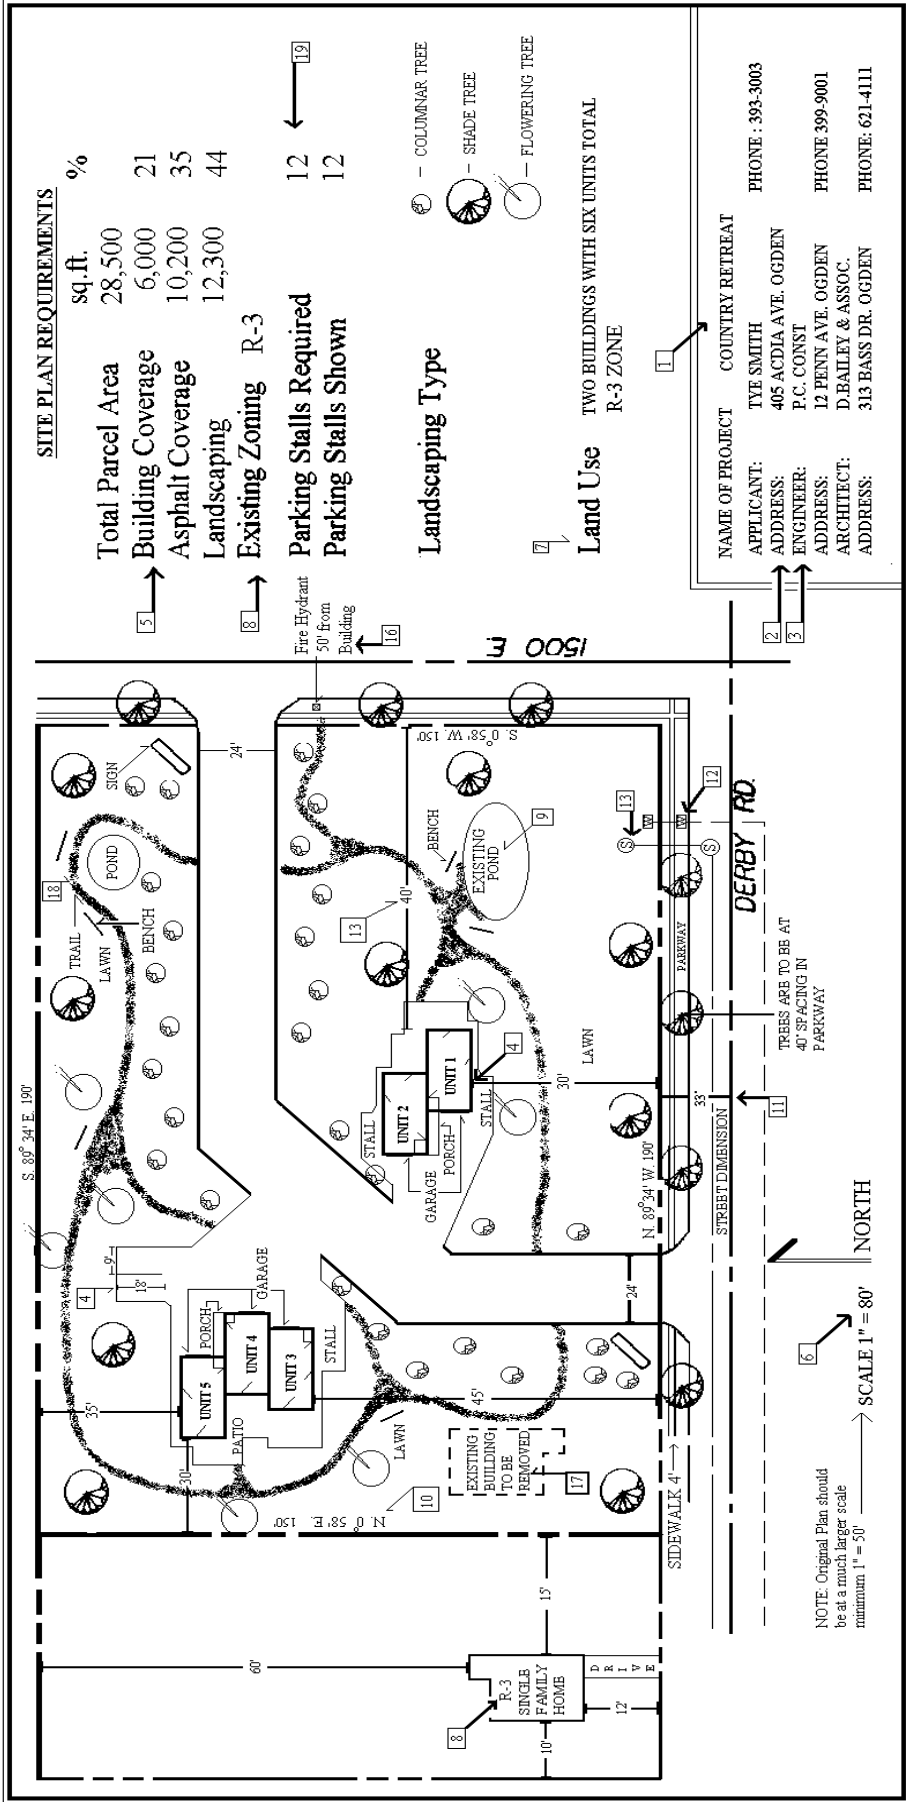 SITE PLAN REQUIREMENTS
sq.ft. %
Total Parcel Area 28,500
Building Coverage 6,000 21
Asphalt Coverage 10,200 35
Landscaping 12,300 44
Existing Zoning R-3
Parking Stalls Required 12
Parking Stalls Shown 12
5
8
19
Landscaping Type
– COLUMNAR TREE
– SHADE TREE
– FLOWERING TREE
7
Land Use TWO BUILDINGS WITH SIX UNITS TOTAL
R-3 ZONE
1
NAME OF PROJECT COUNTRY RETREAT
APPLICANT: TYE SMITH PHONE : 393-3003
ADDRESS: 405 ACDIA AVE. OGDEN
ENGINEER: P.C. CONST
ADDRESS: 12 PENN AVE. OGDEN PHONE 399-9001
ARCHITECT: D.BAILEY & ASSOC.
ADDRESS: 313 BASS DR. OGDEN PHONE: 621-4111
2
3
Fire Hydrant
50' from
Building
16
1500 E.
S. 89° 34' E. 190'
SIGN
24'
POND
18
TRAIL
LAWN
BENCH
S. 0° 58' W. 150'
BENCH
EXISTING
POND
9
13
40'
13
12
W
W
S
S
DERBY RD.
PARKWAY
TREES ARE TO BE AT
40' SPACING IN
PARKWAY
LAWN
UNIT 1
UNIT 2
4
30'
STALL
STALL
PORCH
GARAGE
33'
11
STREET DIMENSION
N. 89°34' W. 190'
24'
9'
18'
4
GARAGE
PORCH
UNIT 5
UNIT 4
UNIT 3
STALL
35'
45'
PATIO
30'
LAWN
10
N. 0° 58' E. 150'
EXISTING
BUILDING
TO BE
REMOVED
17
SIDEWALK 4'
NORTH
6
SCALE 1" = 80'
NOTE: Original Plan should
be at a much larger scale
minimum 1" = 50'
60'
15'
R-3
SINGLE
FAMILY
HOME
DRIVE
8
12'
10'